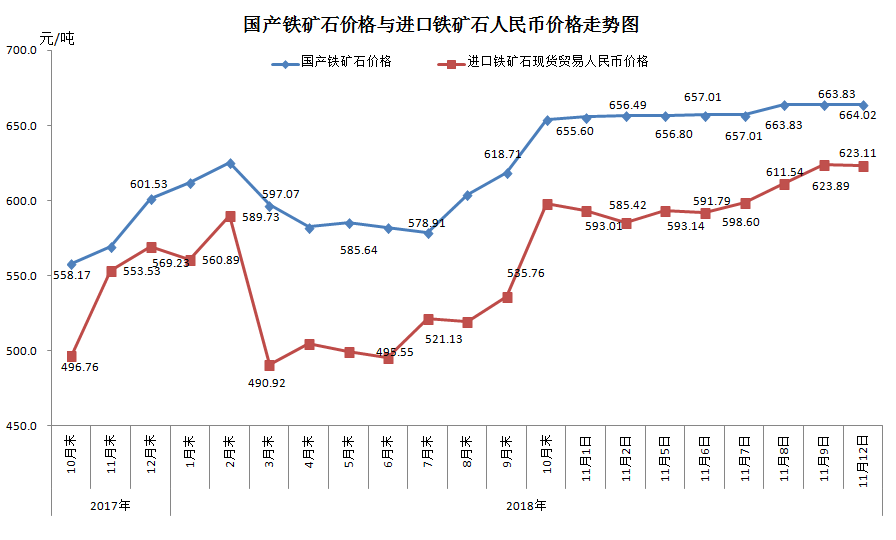 国产铁矿石价格与进口铁矿石人民币价格走势图
元/吨
国产铁矿石价格
进口铁矿石现货贸易人民币价格
700.0
650.0
600.0
550.0
500.0
450.0
558.17
601.53
597.07
585.64
578.91
618.71
655.60
656.49
656.80
657.01
657.01
663.83
663.83
664.02
496.76
553.53
569.23
560.89
589.73
490.92
495.55
521.13
535.76
593.01
585.42
593.14
591.79
598.60
611.54
623.89
623.11
10月末
11月末
12月末
1月末
2月末
3月末
4月末
5月末
6月末
7月末
8月末
9月末
10月末
11月1日
11月2日
11月5日
11月6日
11月7日
11月8日
11月9日
11月12日
2017年
2018年